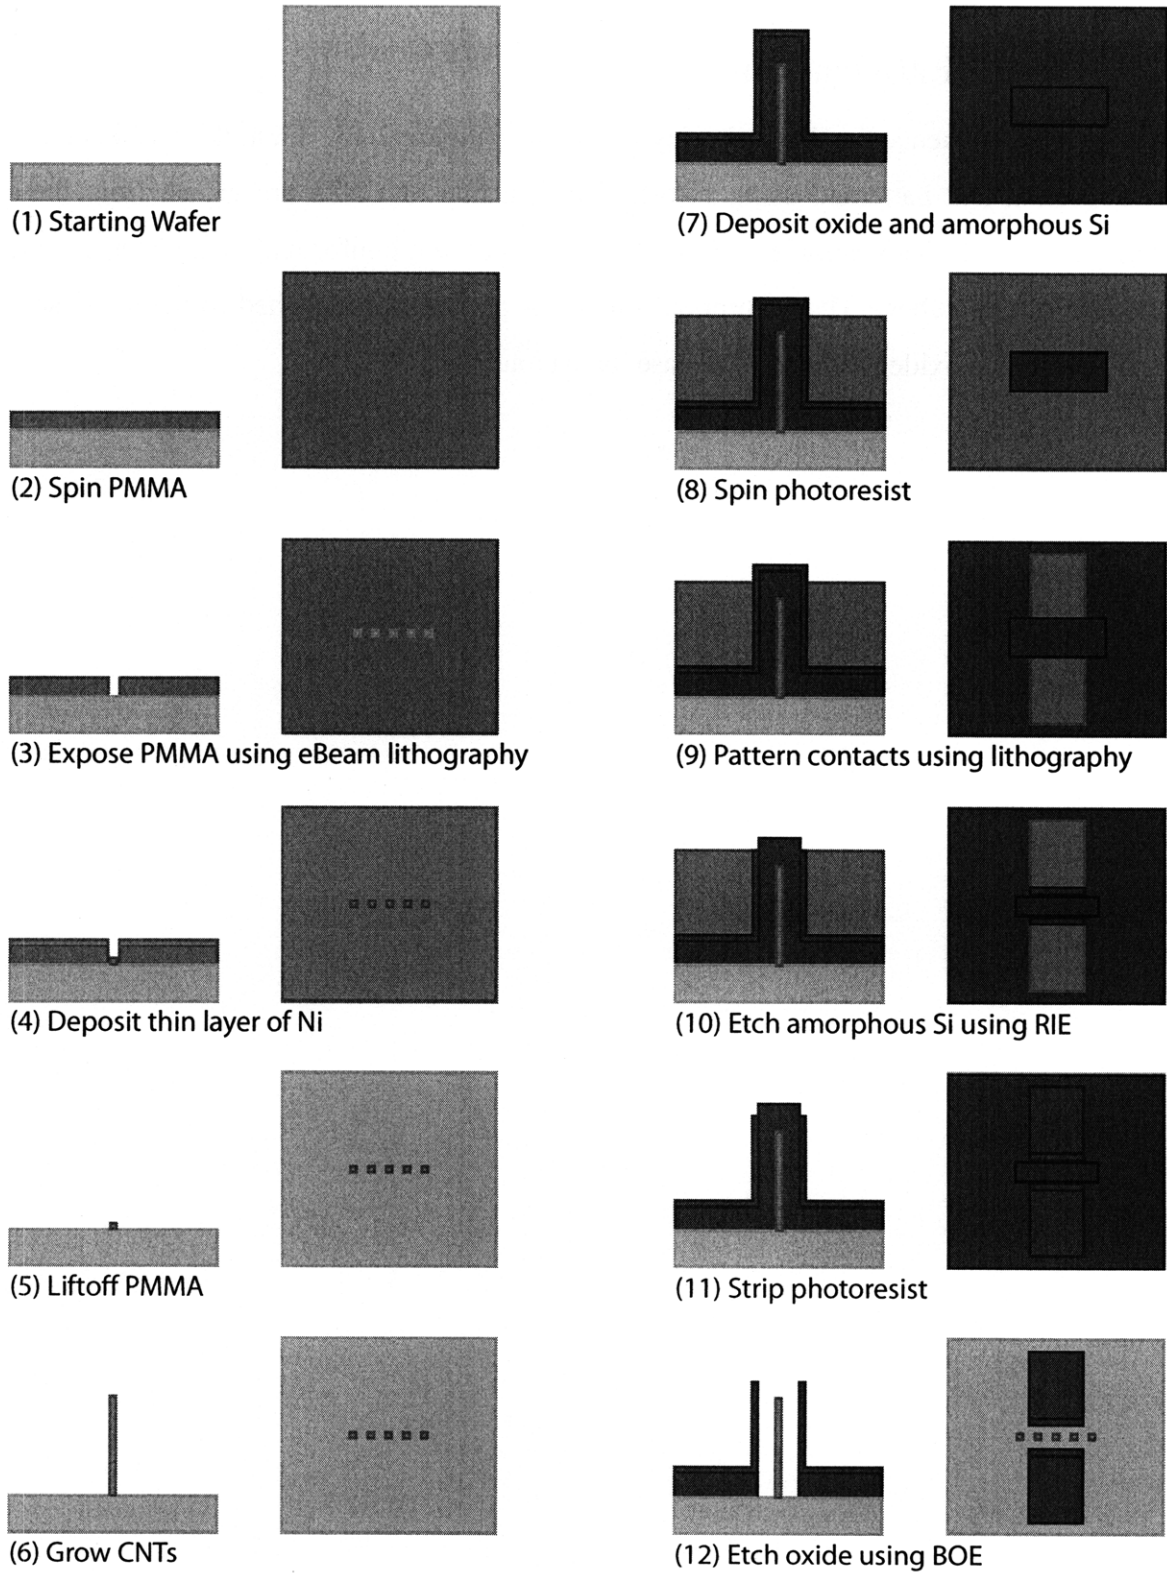 (1) Starting Wafer
(2) Spin PMMA
(3) Expose PMMA using eBeam lithography
(4) Deposit thin layer of Ni
(5) Liftoff PMMA
(6) Grow CNTs
(7) Deposit oxide and amorphous Si
(8) Spin photoresist
(9) Pattern contacts using lithography
(10) Etch amorphous Si using RIE
(11) Strip photoresist
(12) Etch oxide using BOE